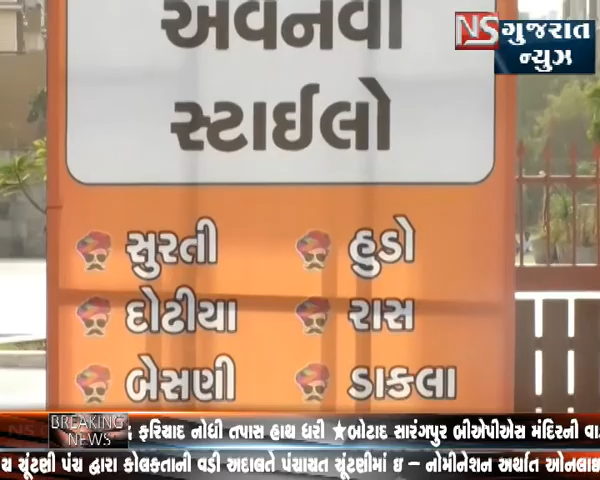 અવનવી
સ્ટાઈલો
NS ગુજરાત
ન્યુઝ
સુરતી
હુડો
દોઢીયા
રાસ
બેસણી
ડાકલા
BREAKING
NEWS
ફરિયાદ નોધી તપાસ હાથ ધરી ★બોટાદ સારંગપુર બીએપીએસ મંદિરની
ચૂંટણી પંચ દ્વારા કોલકતાની વડી અદાલતે પંચાયત ચૂંટણીમાં ઇ – નોમીનેશન અર્થાત